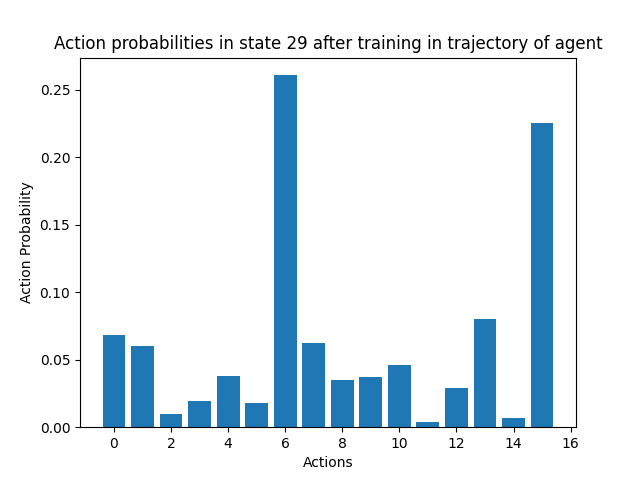 Action probabilities in state 29 after training in trajectory of agent
0.25
0.20
0.15
0.10
0.05
0.00
Action Probability
0 2 4 6 8 10 12 14 16
Actions